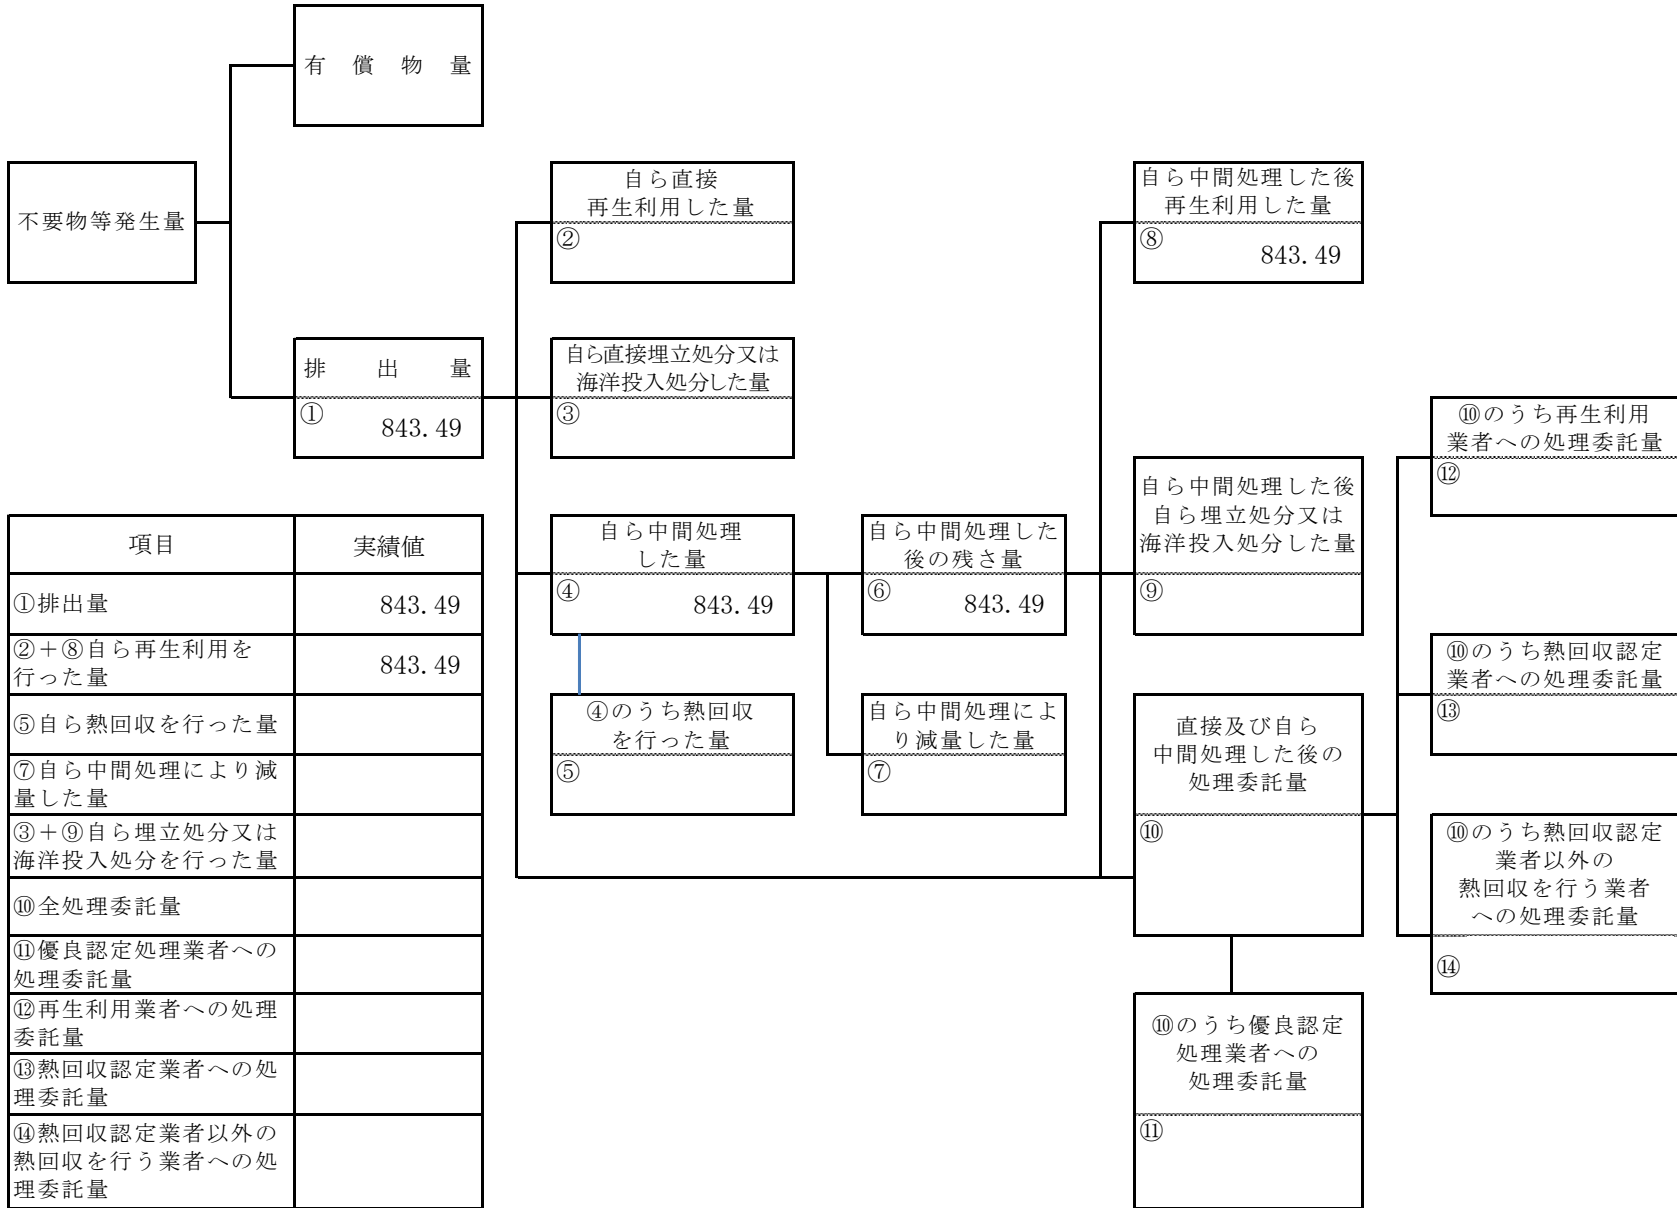 有償物量
不要物等発生量
自ら直接
再生利用した量
②
自ら中間処理した後
再生利用した量
⑧
843.49
排出量
①
843.49
自ら直接埋立処分又は
海洋投入処分した量
③
⑩のうち再生利用
業者への処理委託量
⑫
自ら中間処理した後
自ら埋立処分又は
海洋投入処分した量
⑨
自ら中間処理
した量
④
843.49
自ら中間処理した
後の残さ量
⑥
843.49
⑩のうち熱回収認定
業者への処理委託量
⑬
④のうち熱回収
を行った量
⑤
自ら中間処理によ
り減量した量
⑦
直接及び自ら
中間処理した後の
処理委託量
⑩
⑩のうち熱回収認定
業者以外の
熱回収を行う業者
への処理委託量
⑭
⑩のうち優良認定
処理業者への
処理委託量
⑪
項目 実績値
①排出量 843.49
②＋⑧自ら再生利用を
行った量
843.49
⑤自ら熱回収を行った量
⑦自ら中間処理により減
量した量
③＋⑨自ら埋立処分又は
海洋投入処分を行った量
⑩全処理委託量
⑪優良認定処理業者への
処理委託量
⑫再生利用業者への処理
委託量
⑬熱回収認定業者への処
理委託量
⑭熱回収認定業者以外の
熱回収を行う業者への処
理委託量